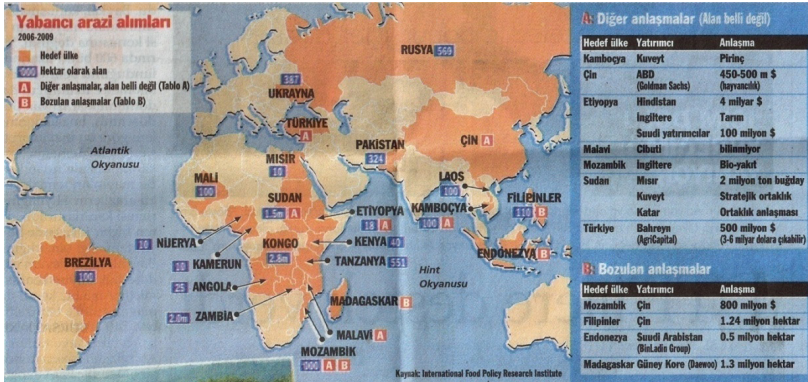 Yabancı arazi alımları
2006-2009
Hedef ülke
000 Hektar olarak alan
A Diğer anlaşmalar, alan belli değil (Tablo A)
B Bozulan anlaşmalar (Tablo B)
Atlantik
Okyanusu
RUSYA 569
387
UKRAYNA
TÜRKİYE
A
PAKİSTAN
324
ÇİN A
MISIR
10
MALİ
100
SUDAN
1.5m A
LAOS
100
KAMBOÇYA
100 A
FİLİPİNLER
110 B
ETİYOPYA
18 A
10 NİJERYA
KONGO
2.8m
KENYA 40
10
KAMERUN
TANZANYA 551
ENDONEZYA B
BREZİLYA
100
25 ANGOLA
Hint
Okyanusu
MADAGASKAR B
2.0m
ZAMBİA
MALAVİ A
MOZAMBİK
000 A B
Kaynak: International Food Policy Research Institute
A: Diğer anlaşmalar (Alan belli değil)
Hedef ülke Yatırımcı Anlaşma
Kamboçya Kuveyt Pirinç
Çin ABD 450-500 m $
(Goldman Sachs) (hayvancılık)
Etiyopya Hindistan 4 milyar $
İngiltere Tarım
Suudi yatırımcılar 100 milyon $
Malavi Cibuti bilinmiyor
Mozambik İngiltere Bio-yakıt
Sudan Mısır 2 milyon ton buğday
Kuveyt Stratejik ortaklık
Katar Ortaklık anlaşması
Türkiye Bahreyn 500 milyon $
(AgriCapital) (3-6 milyar dolara çıkabilir)
B: Bozulan anlaşmalar
Hedef ülke Yatırımcı Anlaşma
Mozambik Çin 800 milyon $
Filipinler Çin 1.24 milyon hektar
Endonezya Suudi Arabistan 0.5 milyon hektar
(BinLadin Group)
Madagaskar Güney Kore (Daewoo) 1.3 milyon hektar